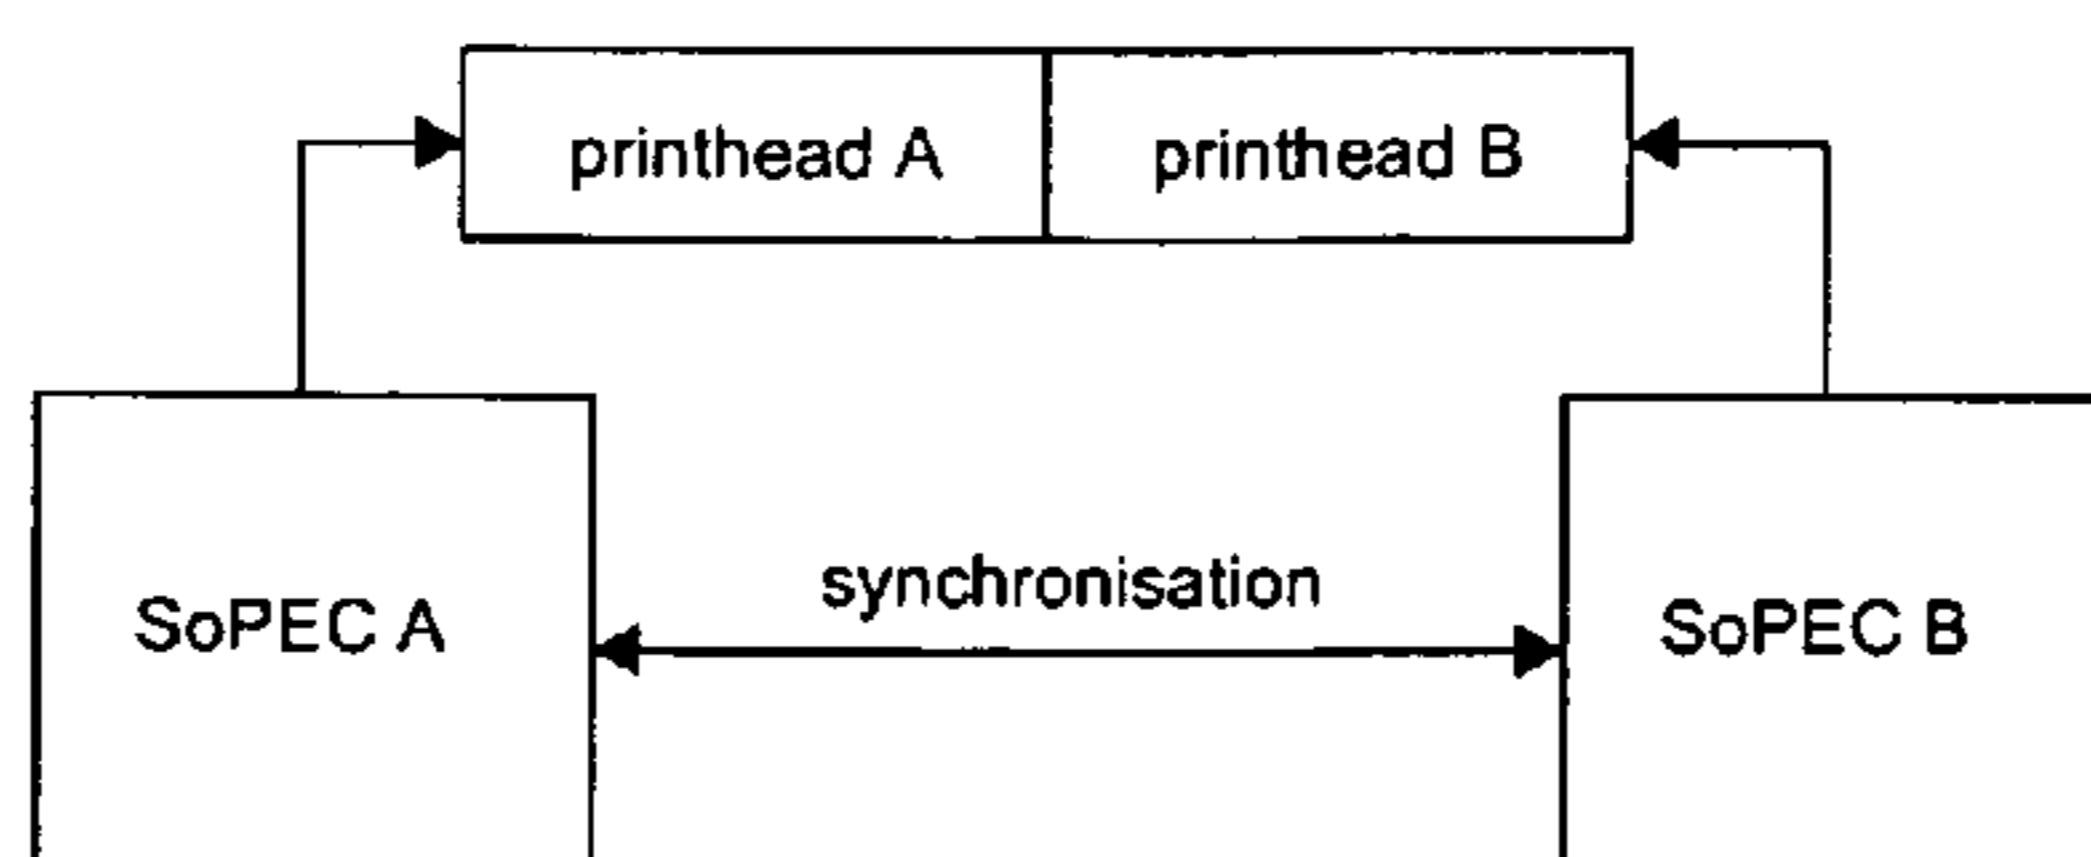 printhead A
printhead B
synchronisation
SoPEC A
SoPEC B